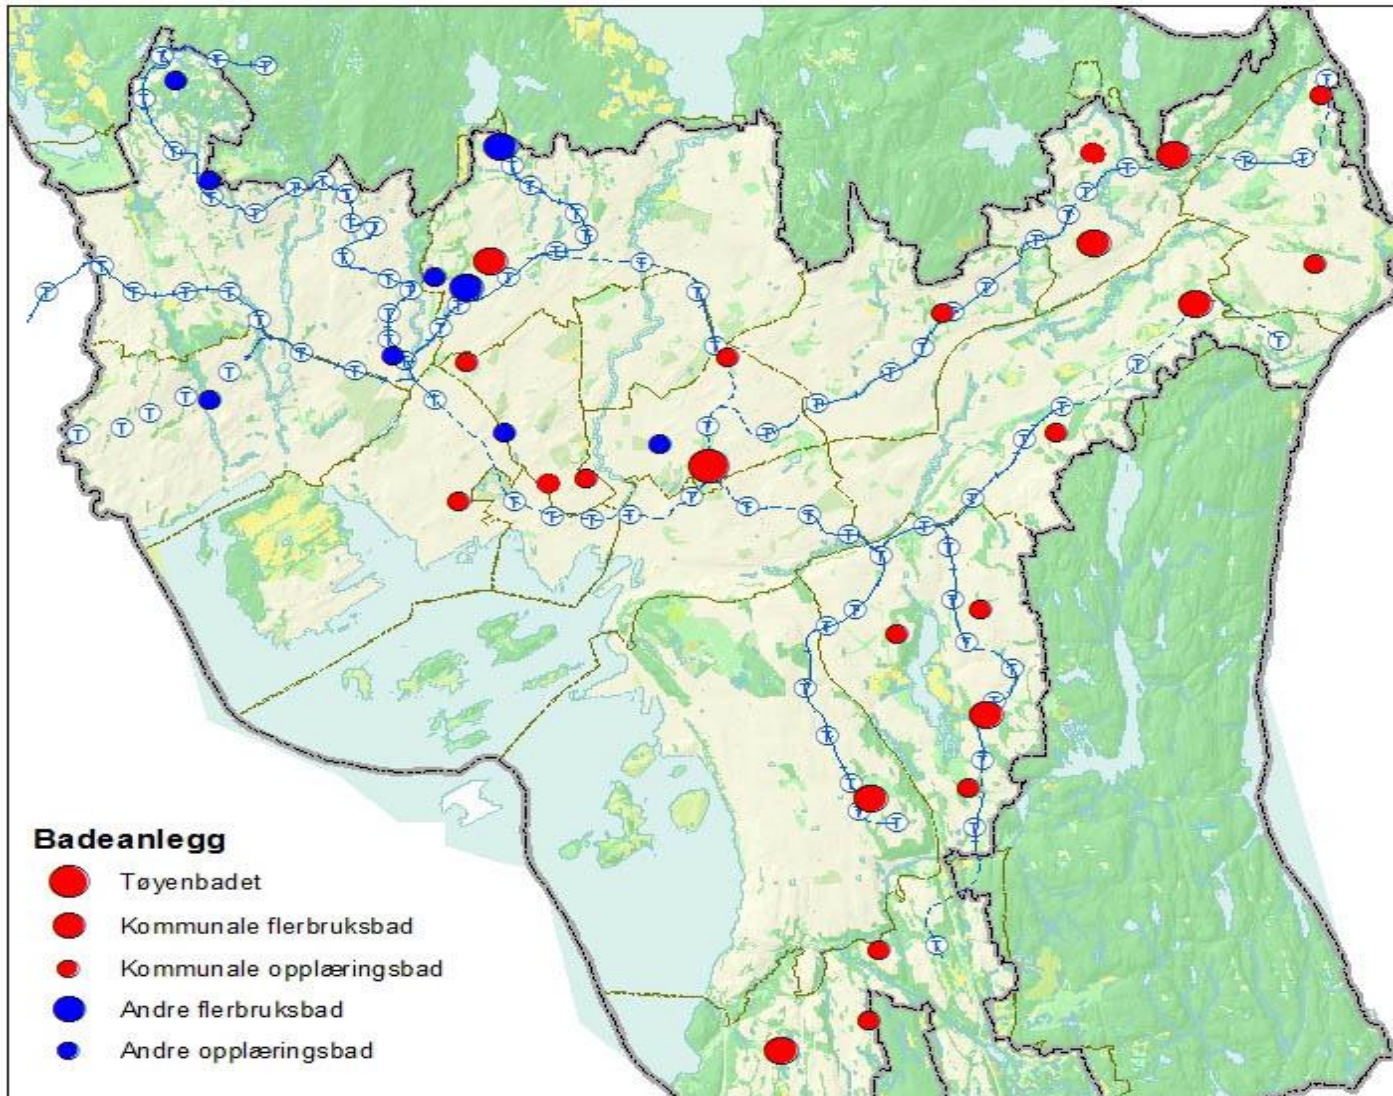 Badeanlegg
Tøyenbadet
Kommunale flerbruksbad
Kommunale opplæringsbad
Andre flerbruksbad
Andre opplæringsbad